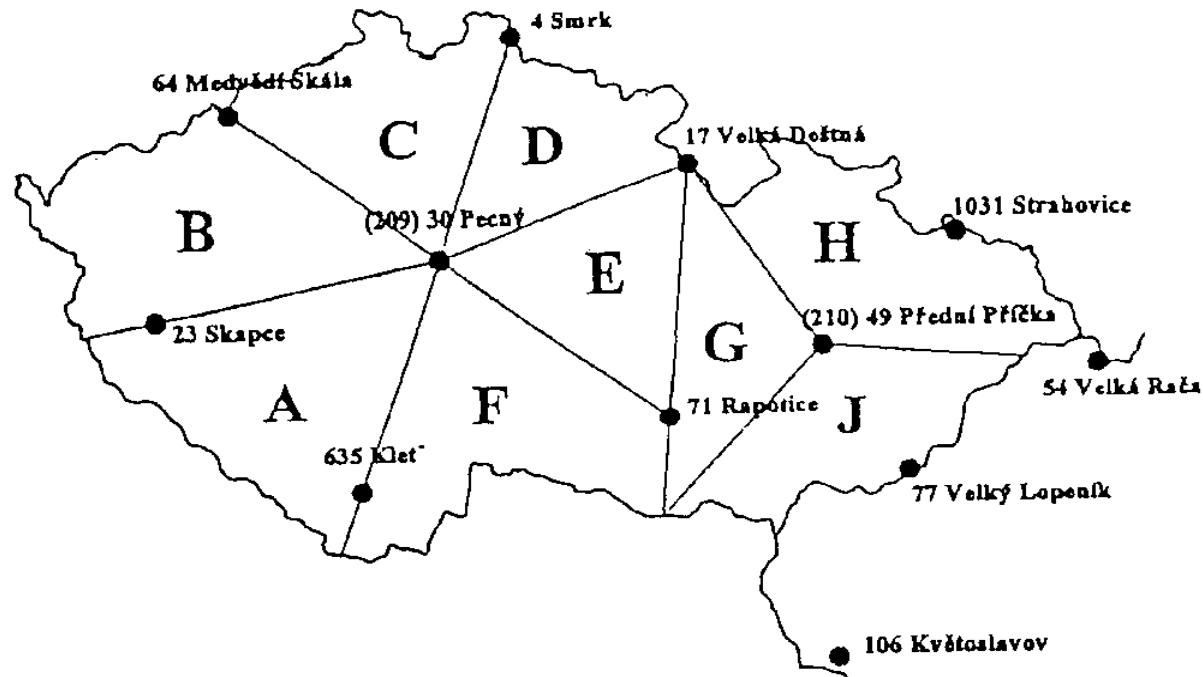 4 Smrk
64 Medvědí Skála
C
D
17 Velká Deštná
B
(209) 30 Pecný
1031 Strahovice
H
E
23 Skapce
G
(210) 49 Přední Příčka
54 Velká Rača
A
F
71 Rapotice
J
635 Kleť
77 Velký Lopeník
106 Květoslavov